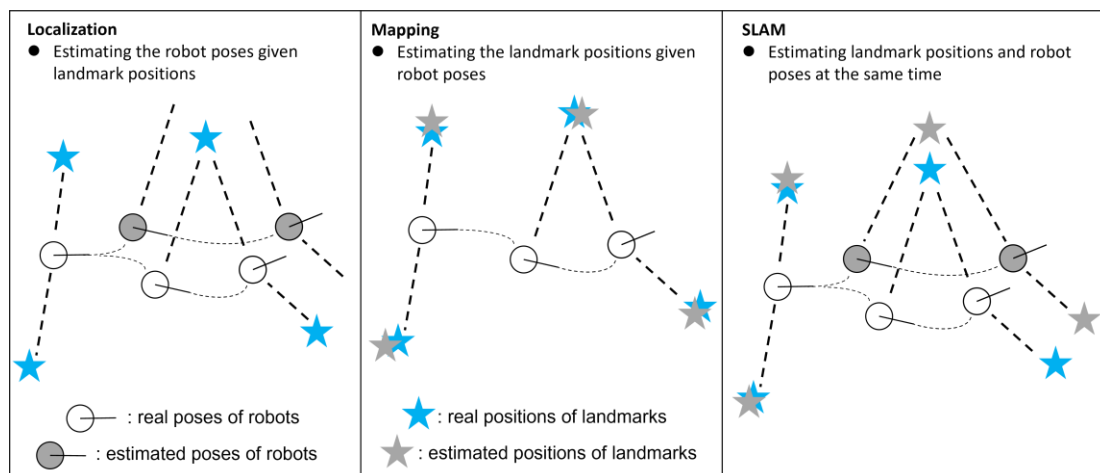 Localization
● Estimating the robot poses given
landmark positions
: real poses of robots
: estimated poses of robots
Mapping
● Estimating the landmark positions given
robot poses
: real positions of landmarks
: estimated positions of landmarks
SLAM
● Estimating landmark positions and robot
poses at the same time